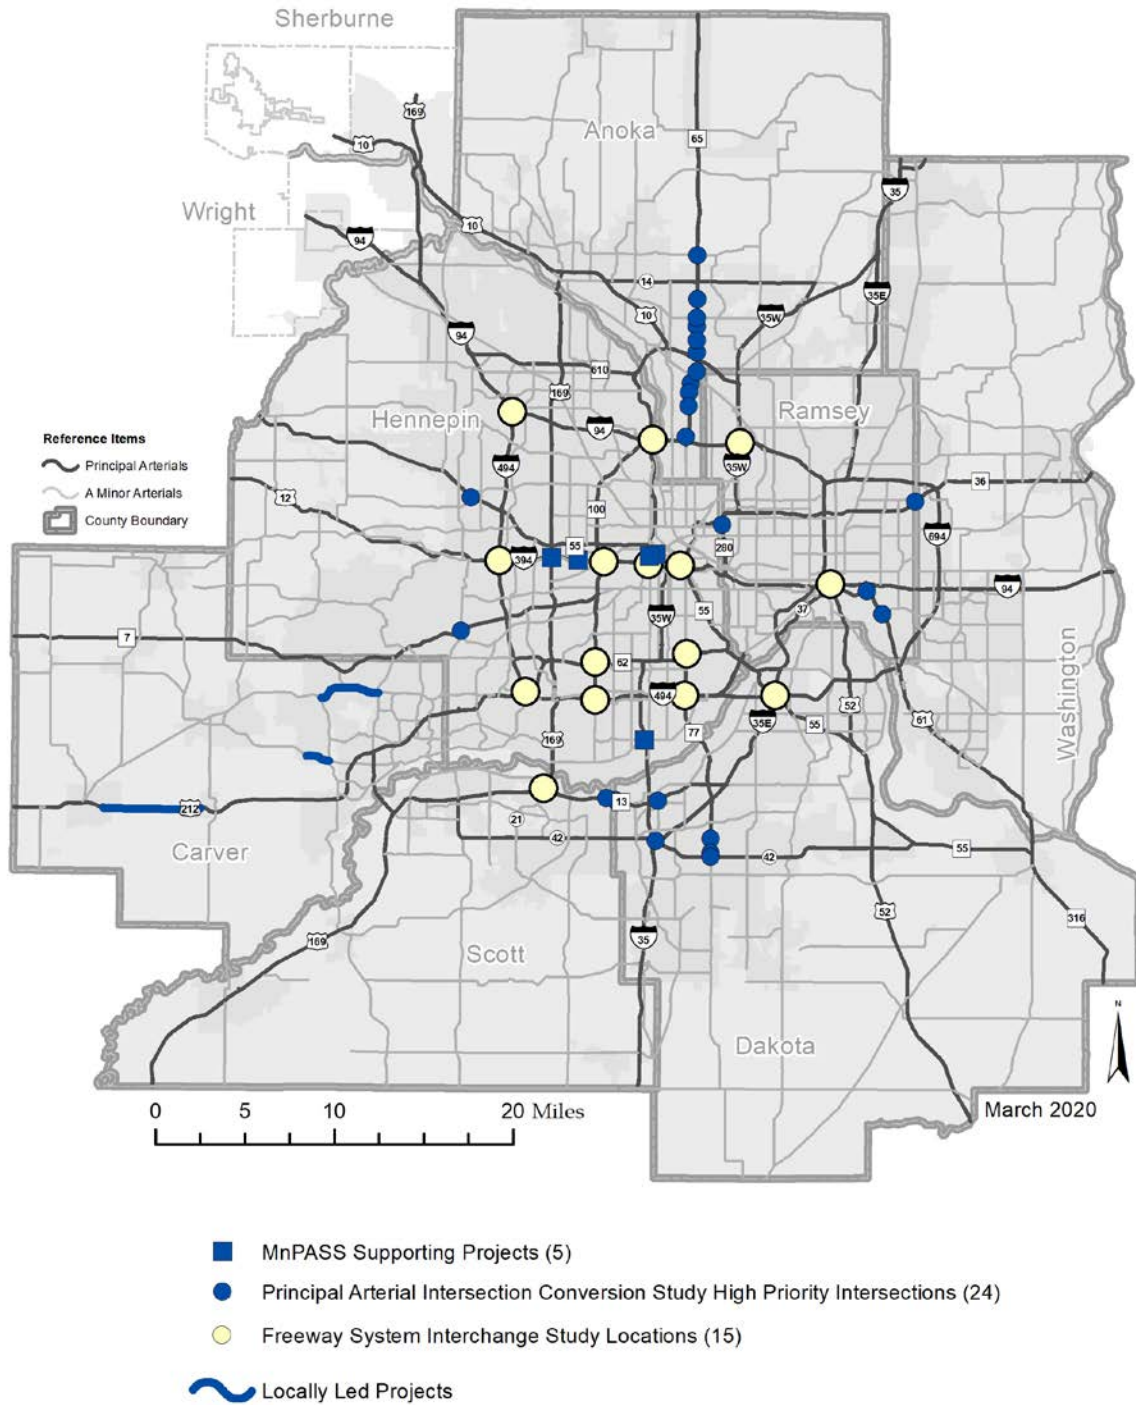 Sherburne
169
10
Anoka
65
35
Wright
10
94
14
35E
10
35W
94
610
169
Ramsey
Hennepin
94
Reference Items
Principal Arterials
494
35W
A Minor Arterials
12
36
County Boundary
100
694
55
280
394
94
37
55
35W
7
62
Washington
494
52
61
35E
55
77
169
212
13
21
42
55
42
Carver
52
316
169
35
Scott
N
Dakota
0 5 10 20 Miles
March 2020
MnPASS Supporting Projects (5)
Principal Arterial Intersection Conversion Study High Priority Intersections (24)
Freeway System Interchange Study Locations (15)
Locally Led Projects